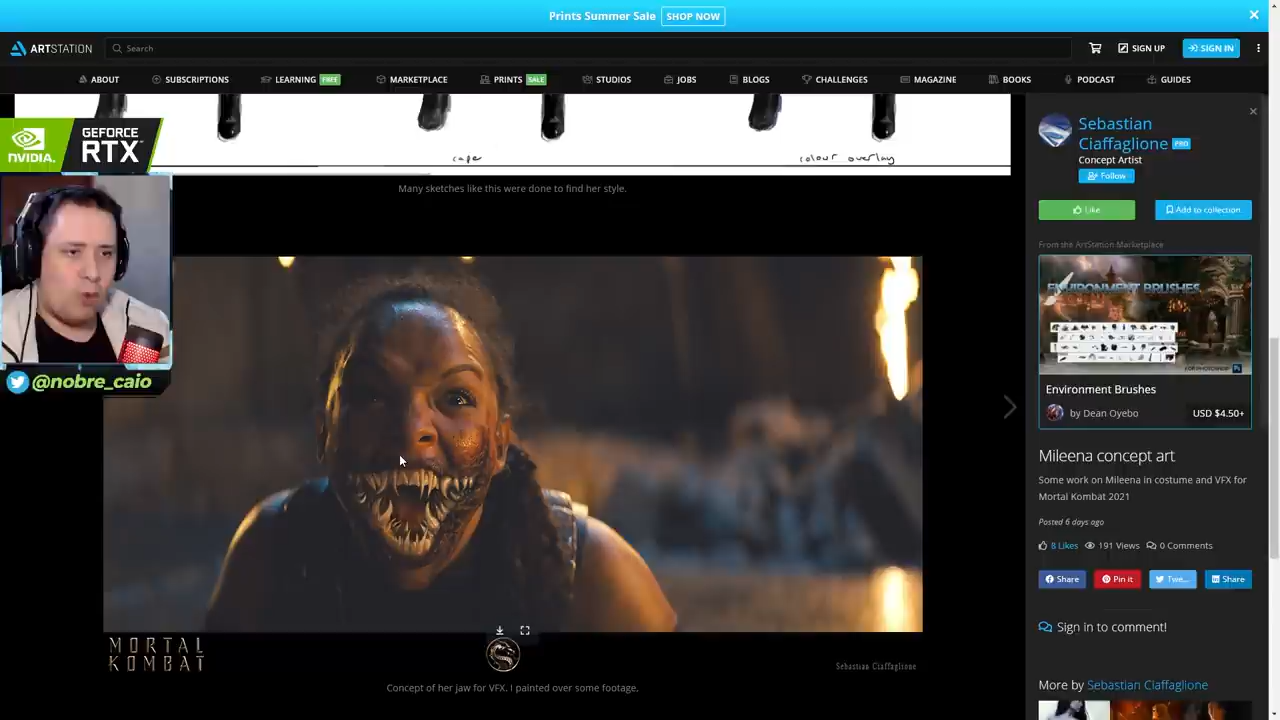 Prints Summer Sale SHOP NOW
ARTSTATION Search SIGN UP SIGN IN
ABOUT SUBSCRIPTIONS LEARNING FREE MARKETPLACE PRINTS SALE STUDIOS JOBS BLOGS CHALLENGES MAGAZINE BOOKS PODCAST GUIDES
NVIDIA.
GEFORCE
RTX
@nobre_caio
cape
colour overlay
Many sketches like this were done to find her style.
MORTAL
KOMBAT
Sebastian Ciaffaglione
Concept of her jaw for VFX. I painted over some footage.
Sebastian
Ciaffaglione PRO
Concept Artist
Follow
Like Add to collection
From the ArtStation Marketplace
ENVIRONMENT BRUSHES
FOR PHOTOSHOP
Environment Brushes
by Dean Oyebo USD $4.50+
Mileena concept art
Some work on Mileena in costume and VFX for
Mortal Kombat 2021
Posted 6 days ago
8 Likes 191 Views 0 Comments
Share Pin it Twe... Share
Sign in to comment!
More by Sebastian Ciaffaglione